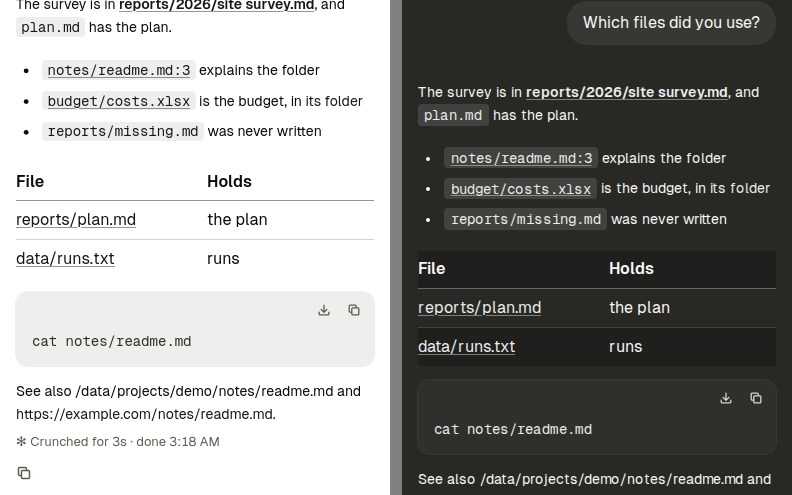 The survey is in reports/2026/site survey.md, and
plan.md has the plan.
notes/readme.md:3 explains the folder
budget/costs.xlsx is the budget, in its folder
reports/missing.md was never written
File Holds
reports/plan.md the plan
data/runs.txt runs
cat notes/readme.md
See also /data/projects/demo/notes/readme.md and
https://example.com/notes/readme.md.
✻ Crunched for 3s · done 3:18 AM
Which files did you use?
The survey is in reports/2026/site survey.md, and
plan.md has the plan.
notes/readme.md:3 explains the folder
budget/costs.xlsx is the budget, in its folder
reports/missing.md was never written
File Holds
reports/plan.md the plan
data/runs.txt runs
cat notes/readme.md
See also /data/projects/demo/notes/readme.md and